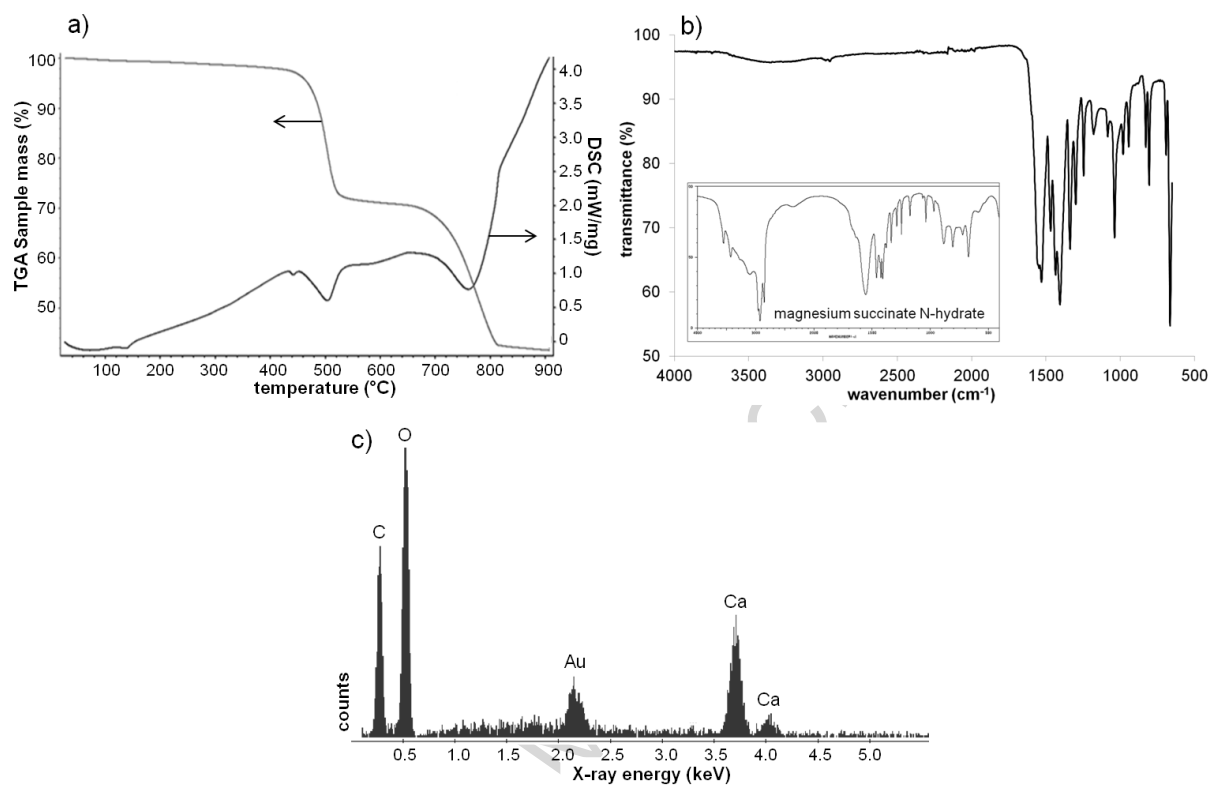 a)
100
90
80
70
60
50
TGA Sample mass (%)
4.0
3.5
3.0
2.5
2.0
1.5
1.0
0.5
0
DSC (mW/mg)
100 200 300 400 500 600 700 800 900
temperature (°C)
b)
100
90
80
70
60
50
transmittance (%)
magnesium succinate N-hydrate
4000 3500 3000 2500 2000 1500 1000 500
wavenumber (cm-1)
c)
O
C
Au
Ca
Ca
counts
0.5 1.0 1.5 2.0 2.5 3.0 3.5 4.0 4.5 5.0
X-ray energy (keV)